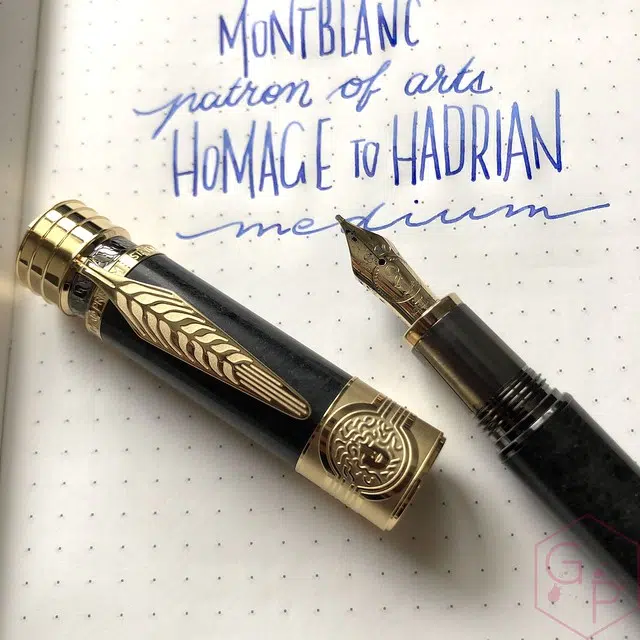 MONTBLANC
patron of arts
HOMAGE TO HADRIAN
medium
G P